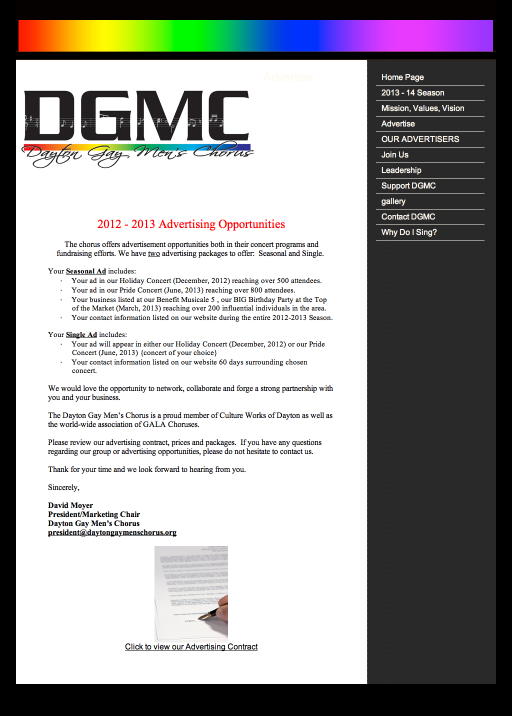 Advertise
DGMC
Dayton Gay Men's Chorus
Home Page
2013 - 14 Season
Mission, Values, Vision
Advertise
OUR ADVERTISERS
Join Us
Leadership
Support DGMC
gallery
Contact DGMC
Why Do I Sing?
2012 - 2013 Advertising Opportunities
The chorus offers advertisement opportunities both in their concert programs and
fundraising efforts. We have two advertising packages to offer: Seasonal and Single.
Your Seasonal Ad includes:
· Your ad in our Holiday Concert (December, 2012) reaching over 500 attendees.
· Your ad in our Pride Concert (June, 2013) reaching over 800 attendees.
· Your business listed at our Benefit Musicale 5 , our BIG Birthday Party at the Top
of the Market (March, 2013) reaching over 200 influential individuals in the area.
· Your contact information listed on our website during the entire 2012-2013 Season.
Your Single Ad includes:
· Your ad will appear in either our Holiday Concert (December, 2012) or our Pride
Concert (June, 2013) {concert of your choice}
· Your contact information listed on our website 60 days surrounding chosen
concert.
We would love the opportunity to network, collaborate and forge a strong partnership with
you and your business.
The Dayton Gay Men's Chorus is a proud member of Culture Works of Dayton as well as
the world-wide association of GALA Choruses.
Please review our advertising contract, prices and packages. If you have any questions
regarding our group or advertising opportunities, please do not hesitate to contact us.
Thank for your time and we look forward to hearing from you.
Sincerely,
David Moyer
President/Marketing Chair
Dayton Gay Men's Chorus
president@daytongaymenschorus.org
Click to view our Advertising Contract